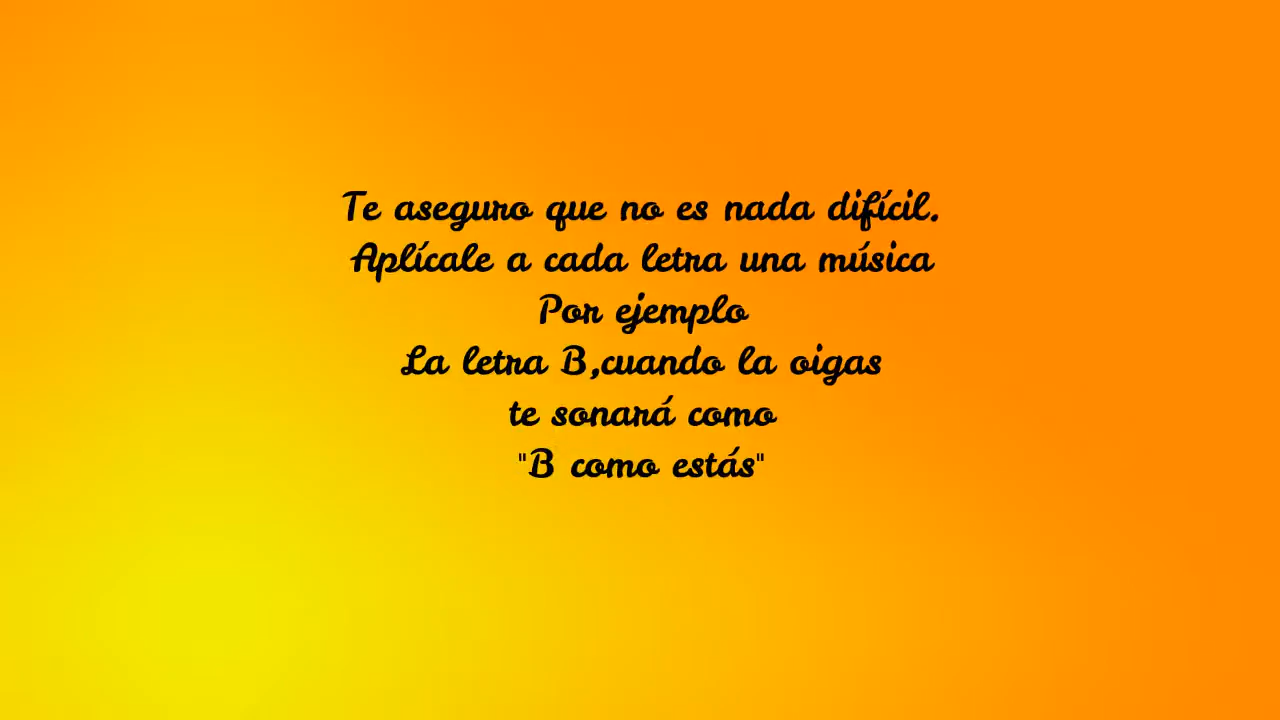 Te aseguro que no es nada difícil.
Aplícale a cada letra una música
Por ejemplo
La letra B,cuando la oigas
te sonará como
"B como estás"